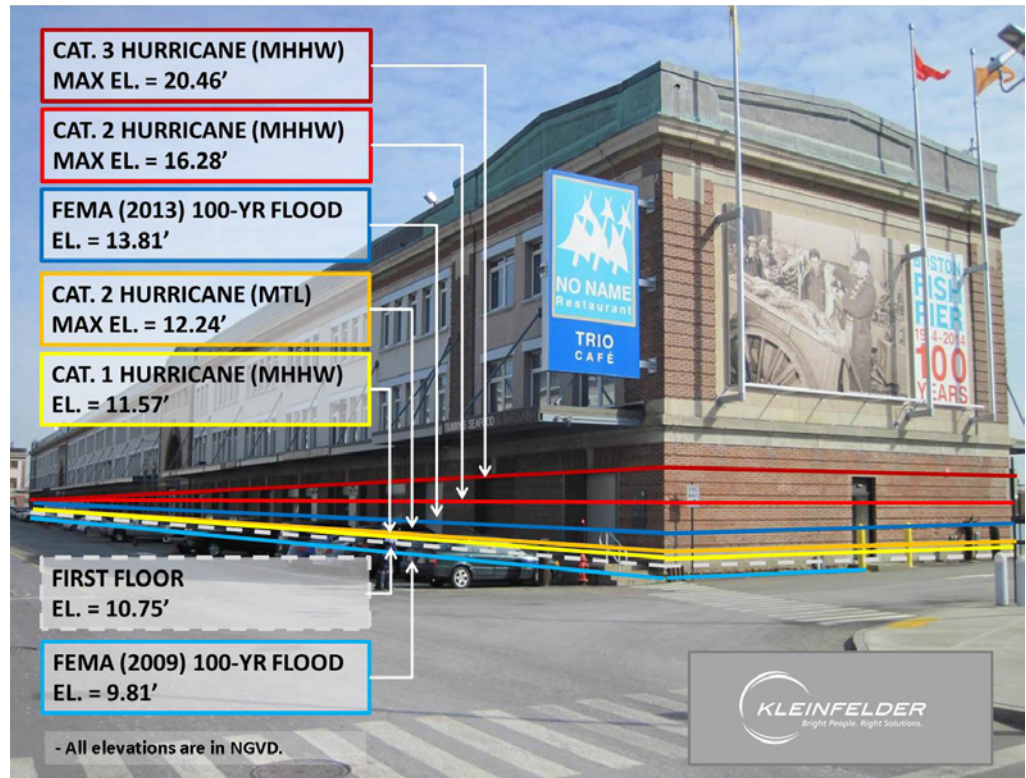 CAT. 3 HURRICANE (MHHW)
MAX EL. = 20.46’
CAT. 2 HURRICANE (MHHW)
MAX EL. = 16.28’
FEMA (2013) 100-YR FLOOD
EL. = 13.81’
CAT. 2 HURRICANE (MTL)
MAX EL. = 12.24’
CAT. 1 HURRICANE (MHHW)
EL. = 11.57’
NO NAME
Restaurant
TRIO
CAFÉ
BOSTON
FISH
PIER
1914-2014
100
YEARS
FIRST FLOOR
EL. = 10.75’
FEMA (2009) 100-YR FLOOD
EL. = 9.81’
- All elevations are in NGVD.
KLEINFELDER
Bright People. Right Solutions.